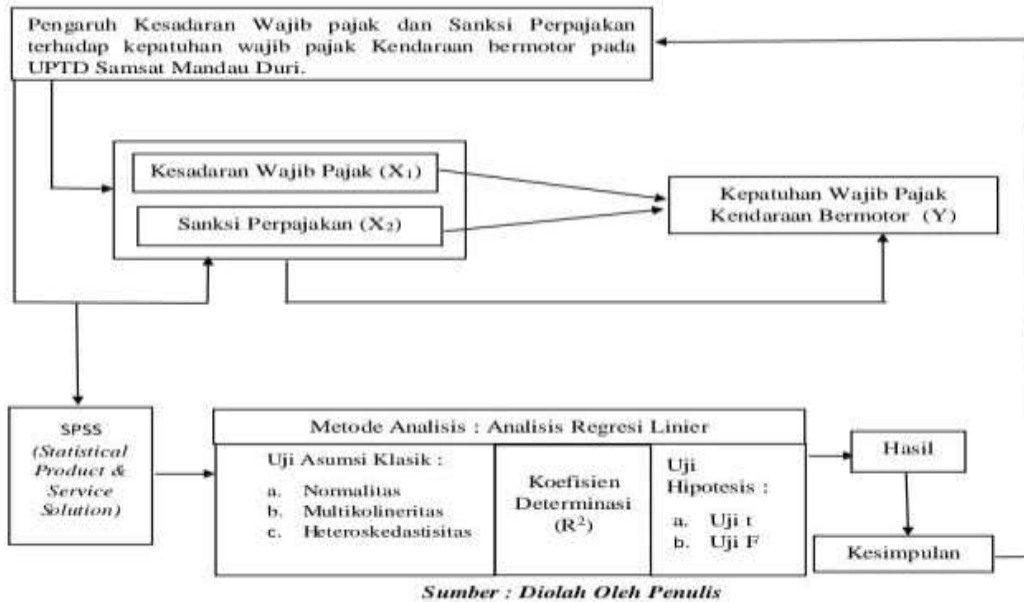 Pengaruh Kesadaran Wajib pajak dan Sanksi Perpajakan
terhadap kepatuhan wajib pajak Kendaraan bermotor pada
UPTD Samsat Mandau Duri.
Kesadaran Wajib Pajak (X₁)
Sanksi Perpajakan (X₂)
Kepatuhan Wajib Pajak
Kendaraan Bermotor (Y)
SPSS
(Statistical
Product &
Service
Solution)
Metode Analisis : Analisis Regresi Linier
Uji Asumsi Klasik :
a. Normalitas
b. Multikolineritas
c. Heteroskedastisitas
Koefisien
Determinasi
(R²)
Uji
Hipotesis :
a. Uji t
b. Uji F
Hasil
Kesimpulan
Sumber : Diolah Oleh Penulis